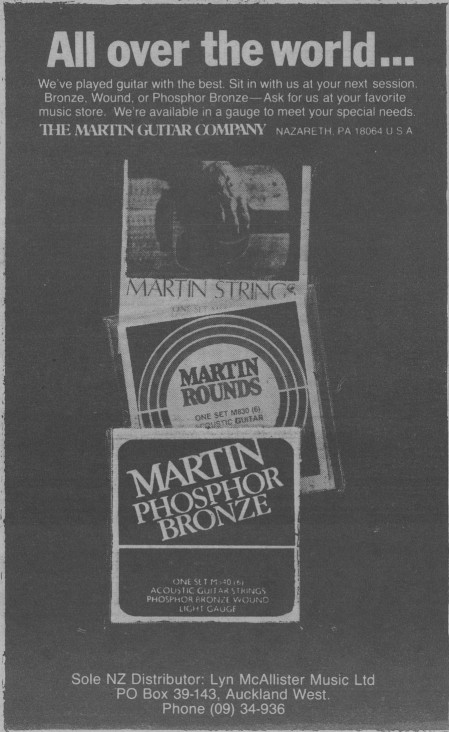 All over the world...
We've played guitar with the best. Sit in with us at your next session.
Bronze, Wound, or Phosphor Bronze—Ask for us at your favorite
music store. We're available in a gauge to meet your special needs.
THE MARTIN GUITAR COMPANY NAZARETH, PA 18064 U S A
MARTIN STRINGS
ONE SET
MARTIN
ROUNDS
ONE SET M830 (6)
ACOUSTIC GUITAR
MARTIN
PHOSPHOR
BRONZE
ONE SET M540 (6)
ACOUSTIC GUITAR STRINGS
PHOSPHOR BRONZE WOUND
LIGHT GAUGE
Sole NZ Distributor: Lyn McAllister Music Ltd
PO Box 39-143, Auckland West.
Phone (09) 34-936